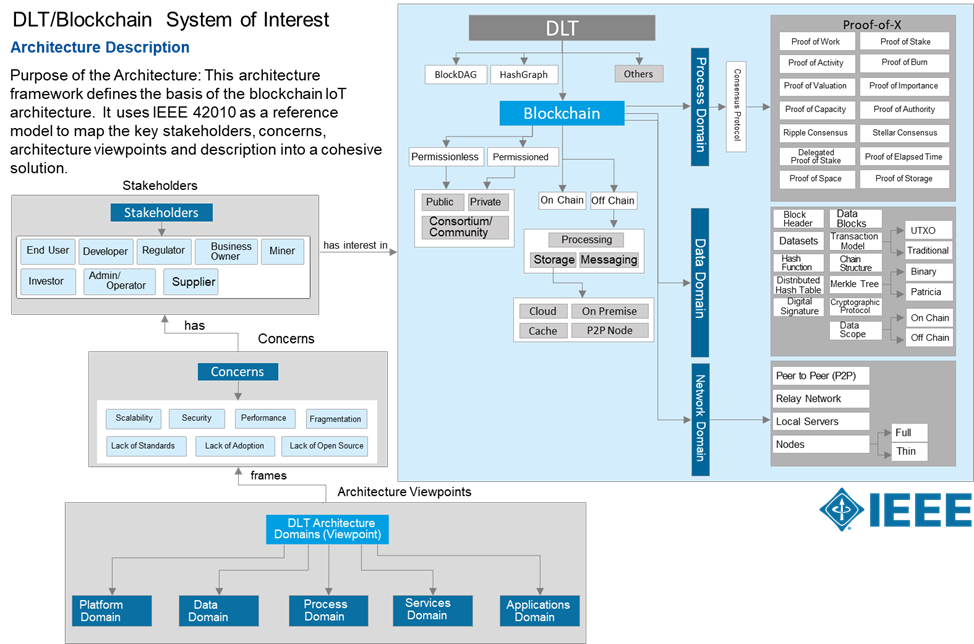 DLT/Blockchain System of Interest
Architecture Description
Purpose of the Architecture: This architecture
framework defines the basis of the blockchain IoT
architecture. It uses IEEE 42010 as a reference
model to map the key stakeholders, concerns,
architecture viewpoints and description into a cohesive
solution.
Stakeholders
Stakeholders
End User
Developer
Regulator
Business
Owner
Miner
Investor
Admin/
Operator
Supplier
has interest in
has
Concerns
Concerns
Scalability
Security
Performance
Fragmentation
Lack of Standards
Lack of Adoption
Lack of Open Source
frames
Architecture Viewpoints
DLT Architecture
Domains (Viewpoint)
Platform
Domain
Data
Domain
Process
Domain
Services
Domain
Applications
Domain
DLT
BlockDAG
HashGraph
Others
Blockchain
Permissionless
Permissioned
Public
Private
Consortium/
Community
On Chain
Off Chain
Processing
Storage
Messaging
Cloud
On Premise
Cache
P2P Node
Process Domain
Consensus Protocol
Proof-of-X
Proof of Work
Proof of Stake
Proof of Activity
Proof of Burn
Proof of Valuation
Proof of Importance
Proof of Capacity
Proof of Authority
Ripple Consensus
Stellar Consensus
Delegated
Proof of Stake
Proof of Elapsed Time
Proof of Space
Proof of Storage
Data Domain
Block
Header
Data
Blocks
Datasets
Transaction
Model
UTXO
Traditional
Hash
Function
Chain
Structure
Binary
Distributed
Hash Table
Merkle Tree
Patricia
Digital
Signature
Cryptographic
Protocol
Data
Scope
On Chain
Off Chain
Network Domain
Peer to Peer (P2P)
Relay Network
Local Servers
Nodes
Full
Thin
IEEE